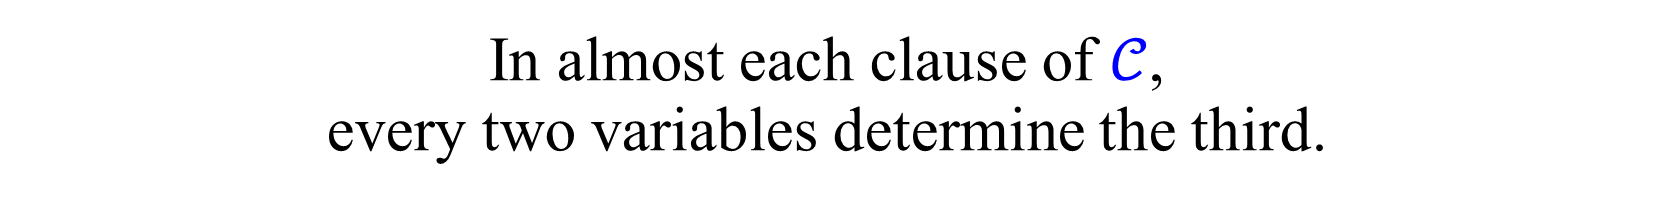 In almost each clause of 𝒞,
every two variables determine the third.